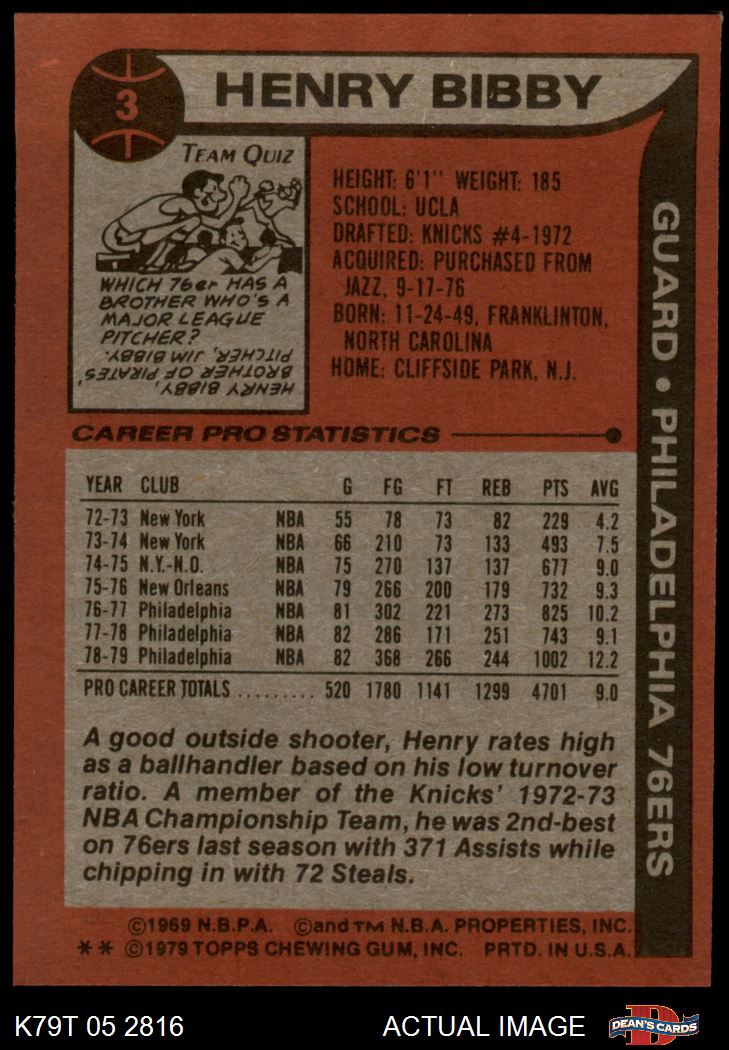 3
HENRY BIBBY
TEAM QUIZ
WHICH 76er HAS A
BROTHER WHO'S A
MAJOR LEAGUE
PITCHER?
HENRY BIBBY,
BROTHER OF PIRATES'
PITCHER, JIM BIBBY.
HEIGHT: 6'1" WEIGHT: 185
SCHOOL: UCLA
DRAFTED: KNICKS #4-1972
ACQUIRED: PURCHASED FROM
JAZZ, 9-17-76
BORN: 11-24-49, FRANKLINTON,
NORTH CAROLINA
HOME: CLIFFSIDE PARK, N.J.
GUARD • PHILADELPHIA 76ERS
CAREER PRO STATISTICS
YEAR CLUB G FG FT REB PTS AVG
72-73 New York NBA 55 78 73 82 229 4.2
73-74 New York NBA 66 210 73 133 493 7.5
74-75 N.Y.-N.O. NBA 75 270 137 137 677 9.0
75-76 New Orleans NBA 79 266 200 179 732 9.3
76-77 Philadelphia NBA 81 302 221 273 825 10.2
77-78 Philadelphia NBA 82 286 171 251 743 9.1
78-79 Philadelphia NBA 82 368 266 244 1002 12.2
PRO CAREER TOTALS ......... 520 1780 1141 1299 4701 9.0
A good outside shooter, Henry rates high
as a ballhandler based on his low turnover
ratio. A member of the Knicks' 1972-73
NBA Championship Team, he was 2nd-best
on 76ers last season with 371 Assists while
chipping in with 72 Steals.
©1969 N.B.P.A. ©and TM N.B.A. PROPERTIES, INC.
** ©1979 TOPPS CHEWING GUM, INC. PRTD. IN U.S.A.
K79T 05 2816 ACTUAL IMAGE
D
DEAN'S CARDS